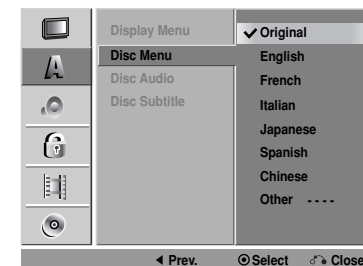 A
Display Menu
Disc Menu
Disc Audio
Disc Subtitle
✓ Original
English
French
Italian
Japanese
Spanish
Chinese
Other - - - -
◀ Prev.
Select
Close